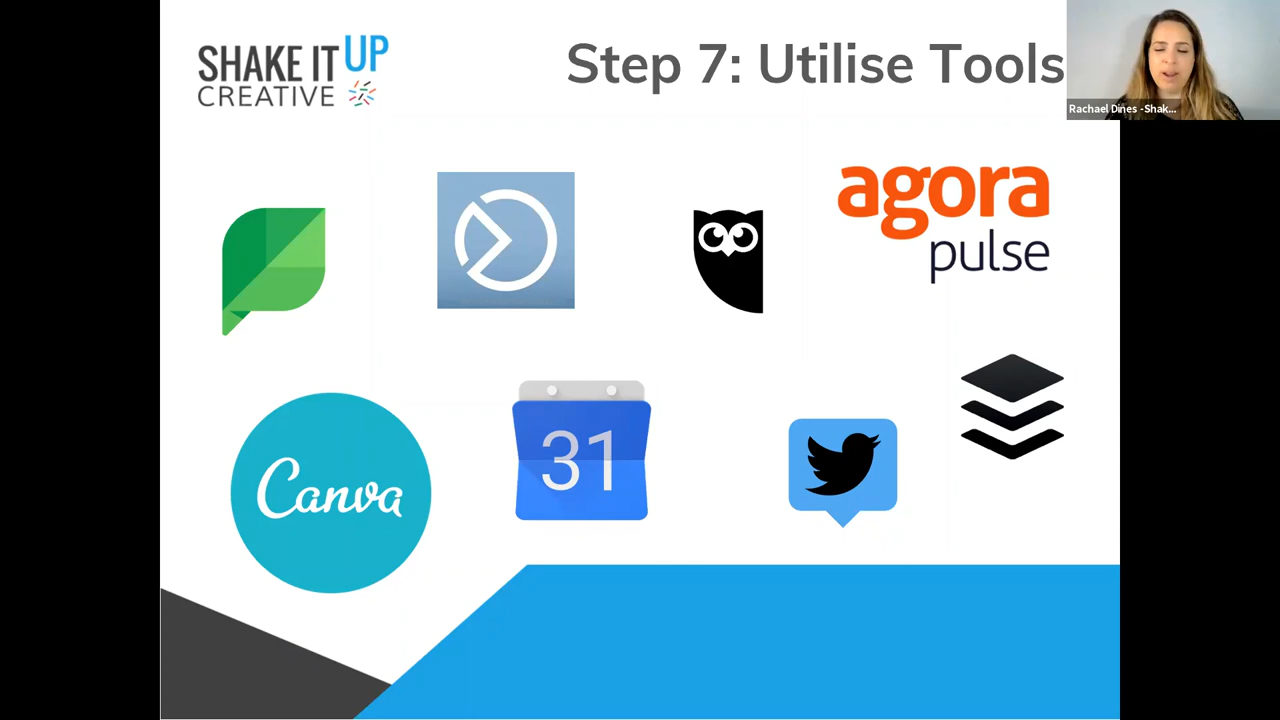 SHAKE IT UP
CREATIVE
Step 7: Utilise Tools
Rachael Dines -Shak...
agora
pulse
Canva
31